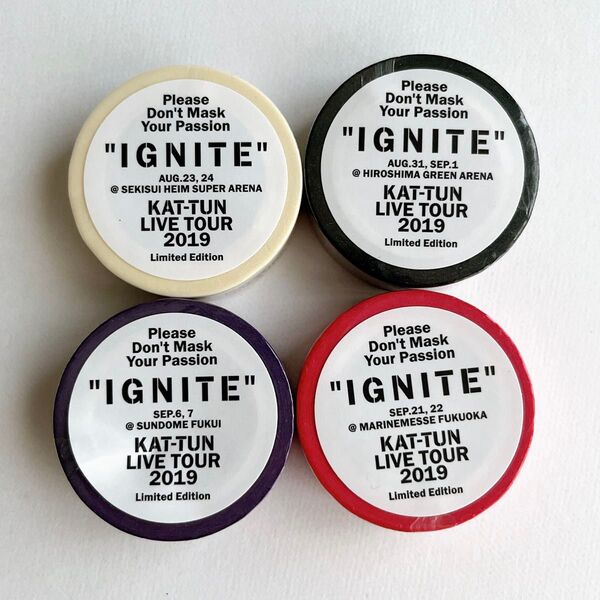 Please
Don't Mask
Your Passion
"IGNITE"
AUG.23, 24
@ SEKISUI HEIM SUPER ARENA
KAT-TUN
LIVE TOUR
2019
Limited Edition
Please
Don't Mask
Your Passion
"IGNITE"
AUG.31, SEP.1
@ HIROSHIMA GREEN ARENA
KAT-TUN
LIVE TOUR
2019
Limited Edition
Please
Don't Mask
Your Passion
"IGNITE"
SEP.6, 7
@ SUNDOME FUKUI
KAT-TUN
LIVE TOUR
2019
Limited Edition
Please
Don't Mask
Your Passion
"IGNITE"
SEP.21, 22
@ MARINEMESSE FUKUOKA
KAT-TUN
LIVE TOUR
2019
Limited Edition